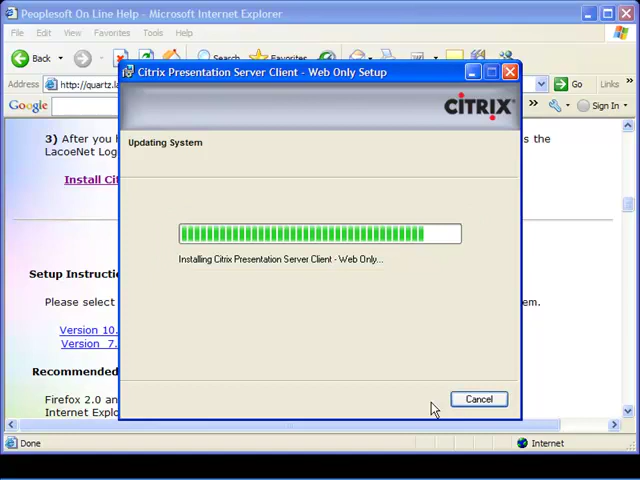 Peoplesoft On Line Help - Microsoft Internet Explorer
File Edit View Favorites Tools Help
Back Search Favorites
Address http://quartz.la Go Links »
Google » Sign In
Citrix Presentation Server Client - Web Only Setup
CITRIX
Updating System
Installing Citrix Presentation Server Client - Web Only...
Cancel
3) After you h s the
LacoeNet Log
Install Cit
Setup Instructio
Please select em.
Version 10.
Version 7.
Recommended
Firefox 2.0 an
Internet Explo
Done Internet